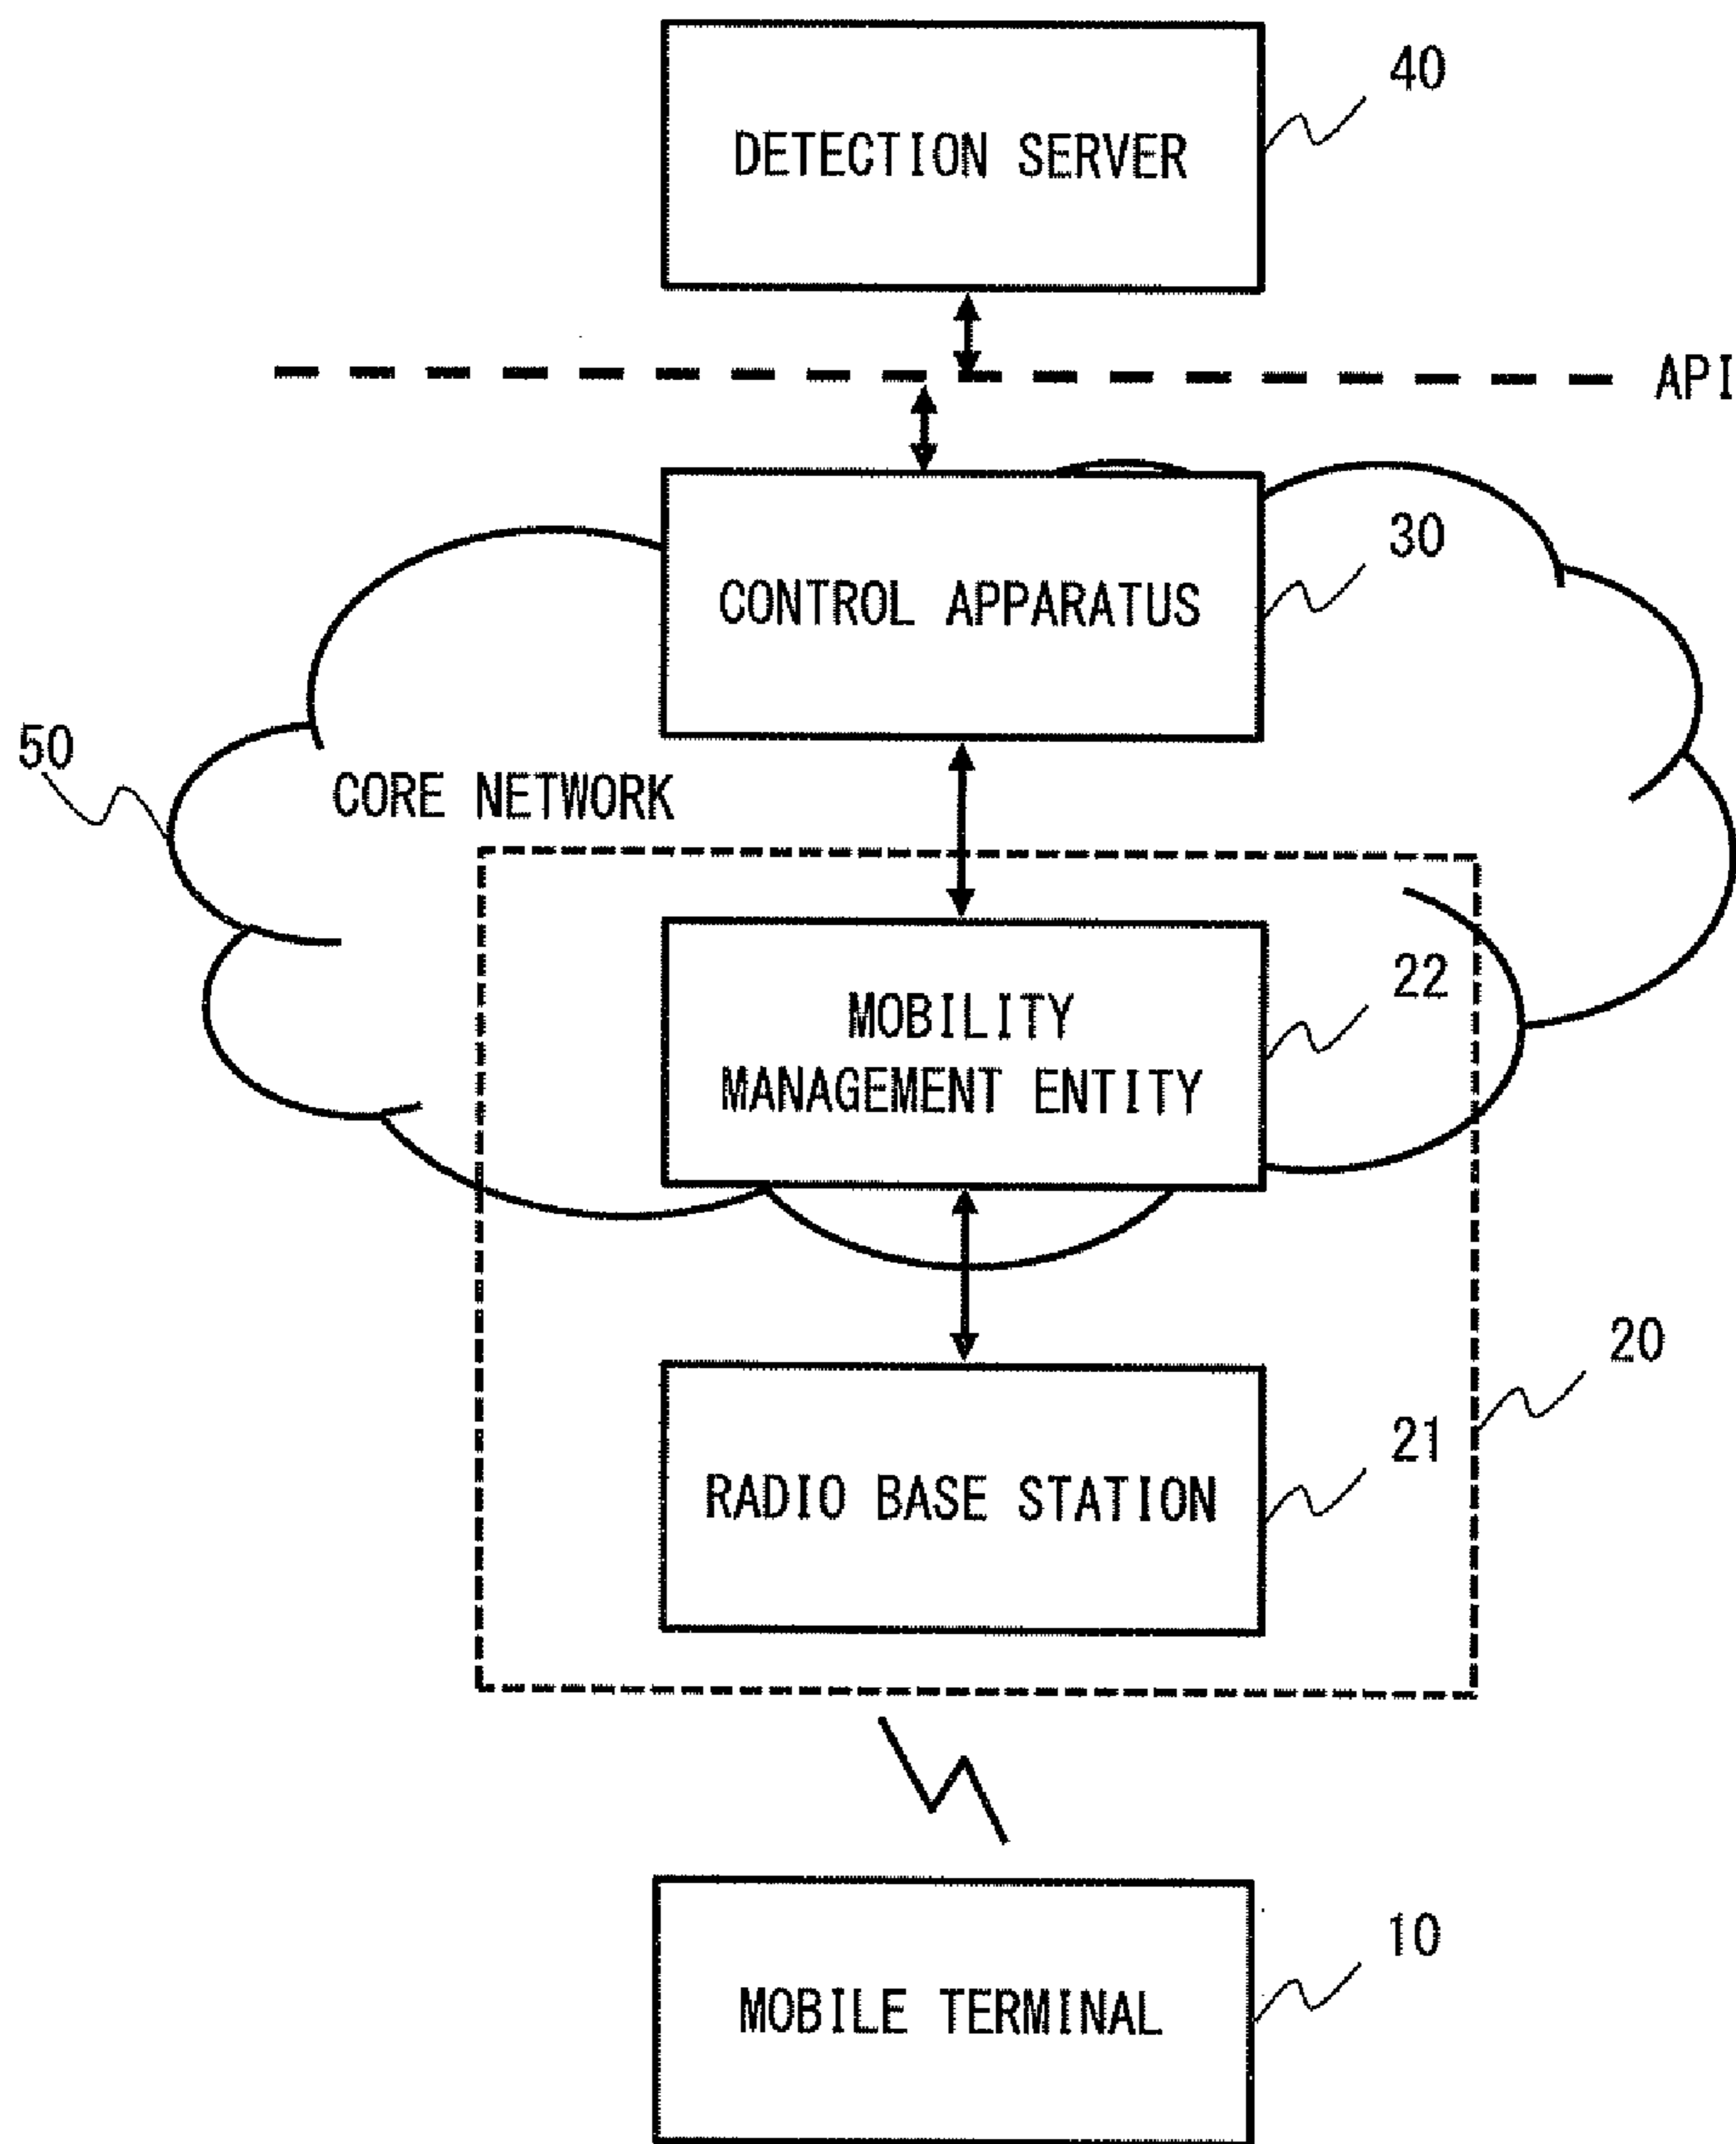 40
DETECTION SERVER
API
30
CONTROL APPARATUS
50
CORE NETWORK
22
MOBILITY
MANAGEMENT ENTITY
20
21
RADIO BASE STATION
10
MOBILE TERMINAL